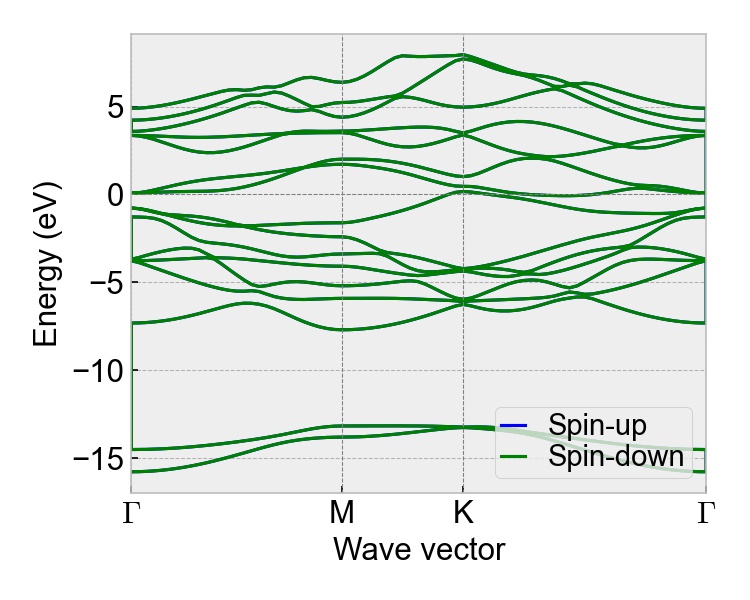 5
0
−5
−10
−15
Energy (eV)
Spin-up
Spin-down
Γ M K Γ
Wave vector